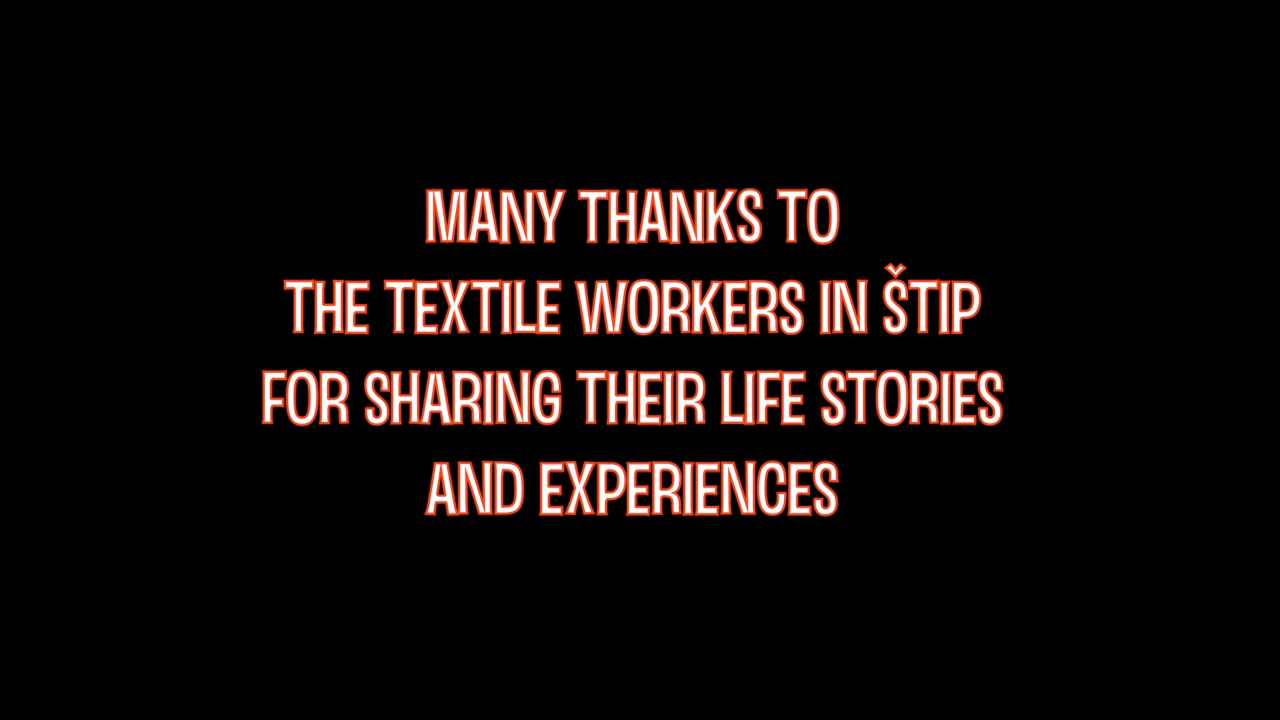 MANY THANKS TO
THE TEXTILE WORKERS IN ŠTIP
FOR SHARING THEIR LIFE STORIES
AND EXPERIENCES